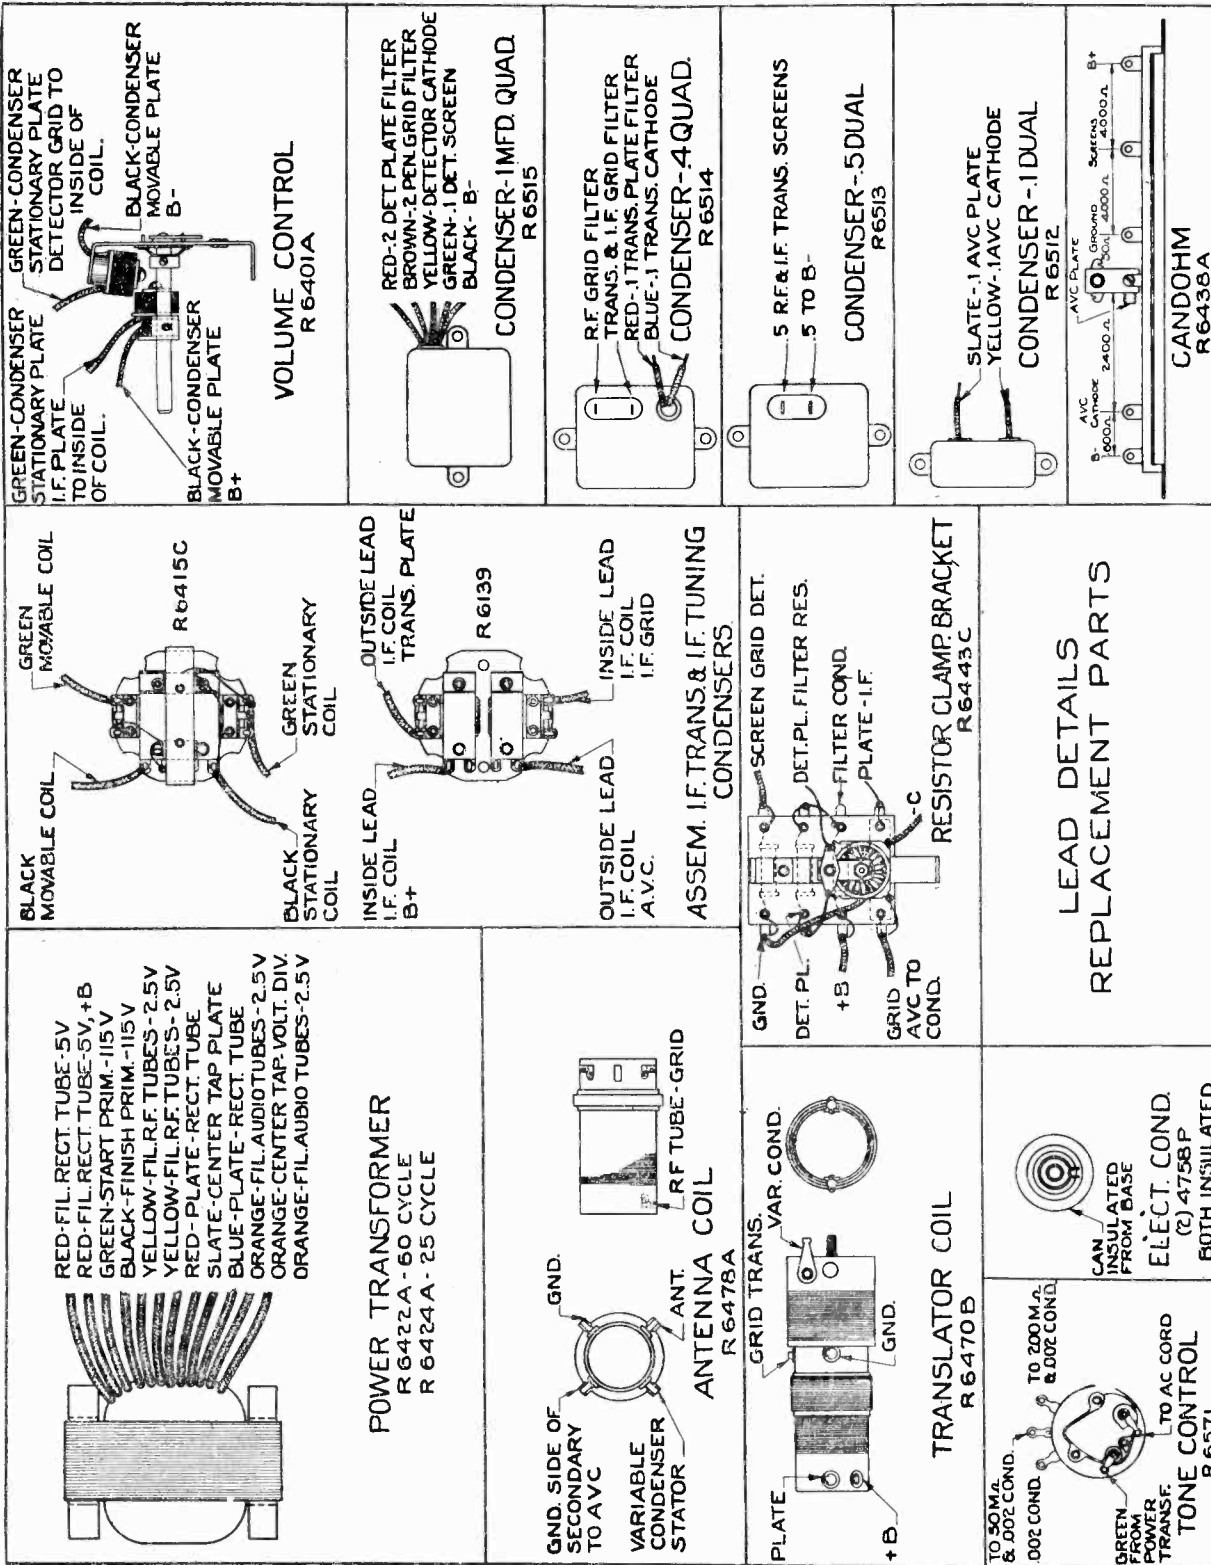 RED-FIL. RECT. TUBE-5V
RED-FIL. RECT. TUBE-5V, +B
GREEN-START PRIM.-115V
BLACK-FINISH PRIM.-115V
YELLOW-FIL. R.F. TUBES-2.5V
YELLOW-FIL. R.F. TUBES-2.5V
RED-PLATE-RECT. TUBE
SLATE-CENTER TAP PLATE
BLUE-PLATE-RECT. TUBE
ORANGE-FIL. AUDIO TUBES-2.5V
ORANGE-CENTER TAP-VOLT. DIV.
ORANGE-FIL. AUDIO TUBES-2.5V
POWER TRANSFORMER
R6422A-60 CYCLE
R6424A-25 CYCLE
BLACK
MOVABLE COIL
GREEN
MOVABLE COIL
R6415C
BLACK
STATIONARY
COIL
GREEN
STATIONARY
COIL
INSIDE LEAD
I.F. COIL
B+
OUTSIDE LEAD
I.F. COIL
TRANS. PLATE
R6139
OUTSIDE LEAD
I.F. COIL
A.V.C.
INSIDE LEAD
I.F. COIL
I.F. GRID
ASSEM. I.F. TRANS. & I.F. TUNING
CONDENSERS.
GREEN-CONDENSER
STATIONARY PLATE
I.F. PLATE
TO INSIDE
OF COIL.
GREEN-CONDENSER
STATIONARY PLATE
DETECTOR GRID TO
INSIDE OF
COIL.
BLACK-CONDENSER
MOVABLE PLATE
B-
BLACK-CONDENSER
MOVABLE PLATE
B+
VOLUME CONTROL
R6401A
RED-.2 DET. PLATE FILTER
BROWN-.2 PEN. GRID FILTER
YELLOW-DETECTOR CATHODE
GREEN-.1 DET. SCREEN
BLACK- B-
CONDENSER-1MFD. QUAD.
R6515
R.F. GRID FILTER
TRANS. & I.F. GRID FILTER
RED-.1 TRANS. PLATE FILTER
BLUE-.1 TRANS. CATHODE
CONDENSER-.4 QUAD.
R6514
.5 R.F. & I.F. TRANS. SCREENS
.5 TO B-
CONDENSER-.5 DUAL
R6513
SLATE-.1 AVC PLATE
YELLOW-.1 AVC CATHODE
CONDENSER-.1 DUAL
R6512
B-
AVC
CATHODE
AVC PLATE
GROUND
SCREENS
B+
2400Ω
4000Ω
4000Ω
CANDOHM
R6438A
GND. SIDE OF
SECONDARY
TO AVC
GND.
VARIABLE
CONDENSER
STATOR
ANT.
RF TUBE-GRID
ANTENNA COIL
R6478A
GND.
SCREEN GRID DET.
DET. PL.
DET. PL. FILTER RES.
+B
FILTER COND.
PLATE-I.F.
GRID
AVC TO
COND.
-C
RESISTOR CLAMP BRACKET
R6443C
PLATE
+B
GRID TRANS.
VAR. COND.
GND.
TRANSLATOR COIL
R6470B
LEAD DETAILS
REPLACEMENT PARTS
TO 50MΩ
& .002 COND.
.002 COND.
TO 200MΩ
& .002 COND.
GREEN
FROM
POWER
TRANSF.
TO AC CORD
TONE CONTROL
R6571
CAN
INSULATED
FROM BASE
ELECT. COND.
(2) 4758P
BOTH INSULATED